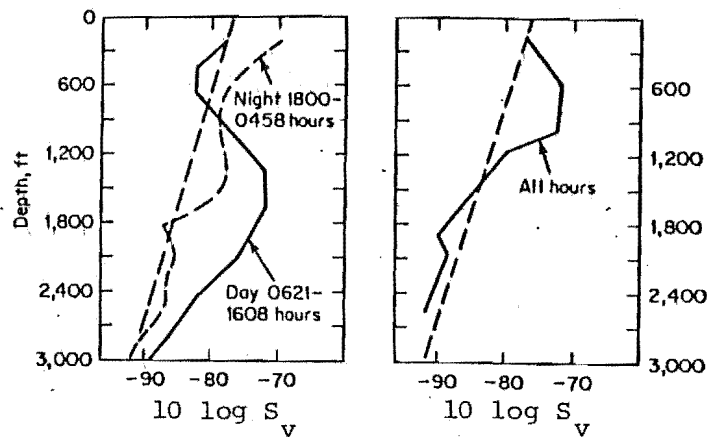 0
600
1,200
1,800
2,400
3,000
Depth, ft
Night 1800-
0458 hours
Day 0621-
1608 hours
-90 -80 -70
10 log S
v
600
1,200
1,800
2,400
3,000
All hours
-90 -80 -70
10 log S
v